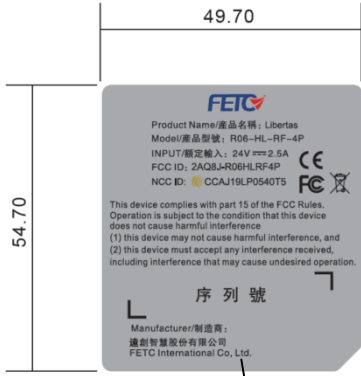 49.70
54.70
FETC
Product Name/產品名稱: Libertas
Model/產品型號: R06-HL-RF-4P
INPUT/額定輸入: 24V⎓2.5A
FCC ID: 2AQ8J-R06HLRF4P
NCC ID: CCAJ19LP0540T5
CE
FC
This device complies with part 15 of the FCC Rules.
Operation is subject to the condition that this device
does not cause harmful interference
(1) this device may not cause harmful interference, and
(2) this device must accept any interference received,
including interference that may cause undesired operation.
序列號
Manufacturer/制造商:
遠創智慧股份有限公司
FETC International Co, Ltd.